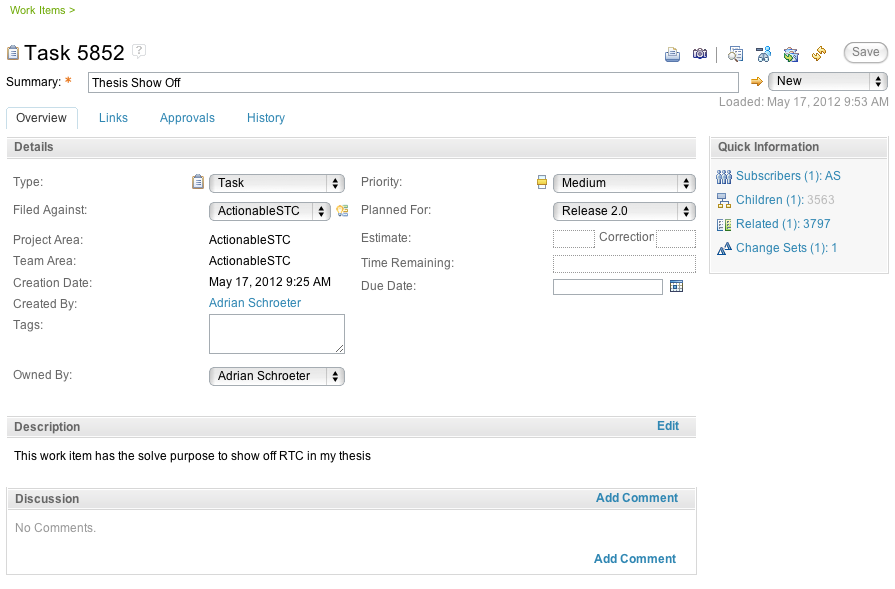 Work Items >
Task 5852 ?
Save
Summary: * Thesis Show Off New
Loaded: May 17, 2012 9:53 AM
Overview Links Approvals History
Details Quick Information
Type: Task Priority: Medium Subscribers (1): AS
Filed Against: ActionableSTC Planned For: Release 2.0 Children (1): 3563
Project Area: ActionableSTC Estimate: Correction Related (1): 3797
Team Area: ActionableSTC Time Remaining: Change Sets (1): 1
Creation Date: May 17, 2012 9:25 AM Due Date:
Created By: Adrian Schroeter
Tags:
Owned By: Adrian Schroeter
Description Edit
This work item has the solve purpose to show off RTC in my thesis
Discussion Add Comment
No Comments.
Add Comment